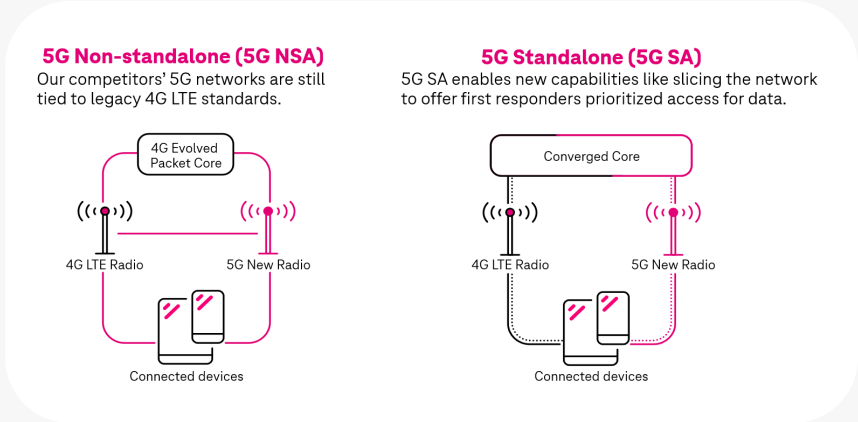 5G Non-standalone (5G NSA)
Our competitors’ 5G networks are still
tied to legacy 4G LTE standards.
4G Evolved
Packet Core
4G LTE Radio
5G New Radio
Connected devices
5G Standalone (5G SA)
5G SA enables new capabilities like slicing the network
to offer first responders prioritized access for data.
Converged Core
4G LTE Radio
5G New Radio
Connected devices